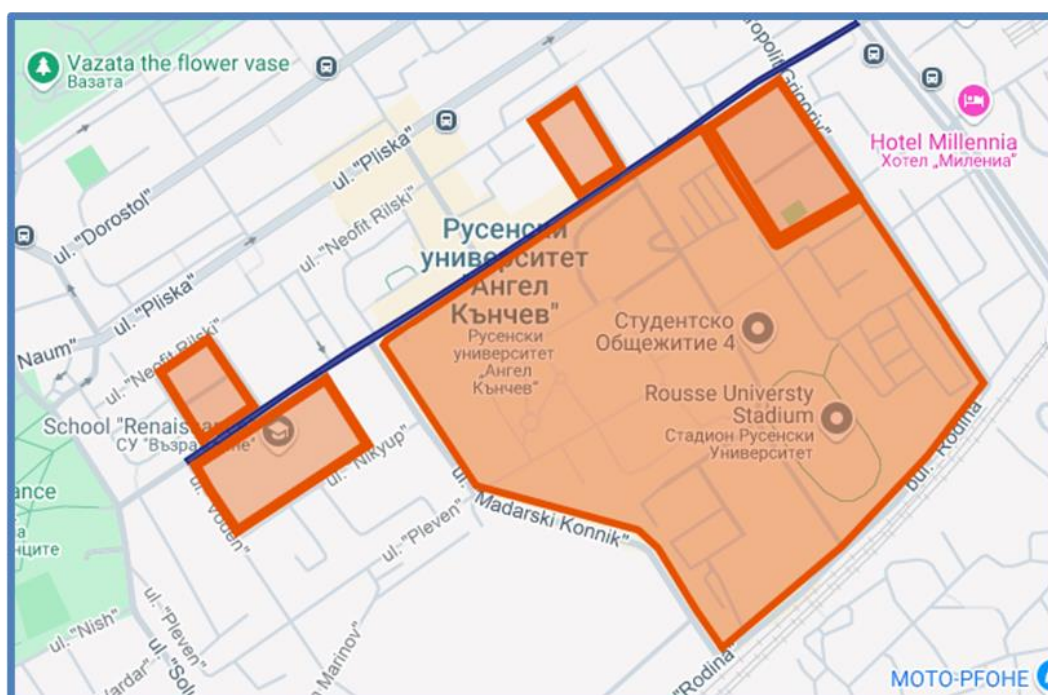 Vazata the flower vase
Вазата
Hotel Millennia
Хотел „Милениа"
ul. "Pliska"
ul. "Dorostol"
ul. "Neofit Rilski"
Русенски
университет
"Ангел
Кънчев"
Русенски
университет
„Ангел
Кънчев"
ul. "Pliska"
Naum"
ul. "Neofit Rilski"
Студентско
Общежитие 4
Rousse Universty
Stadium
Стадион Русенски
Университет
School "Renais
СУ "Възра
ul. "Nikyup"
bul. "Rodina"
ul. "Voden"
ul. "Madarski Konnik"
ul. "Pleven"
ance
ul. "Nish"
ul. "Pleven"
Marinov"
"Rodina"
МОТО-РФОНЕ